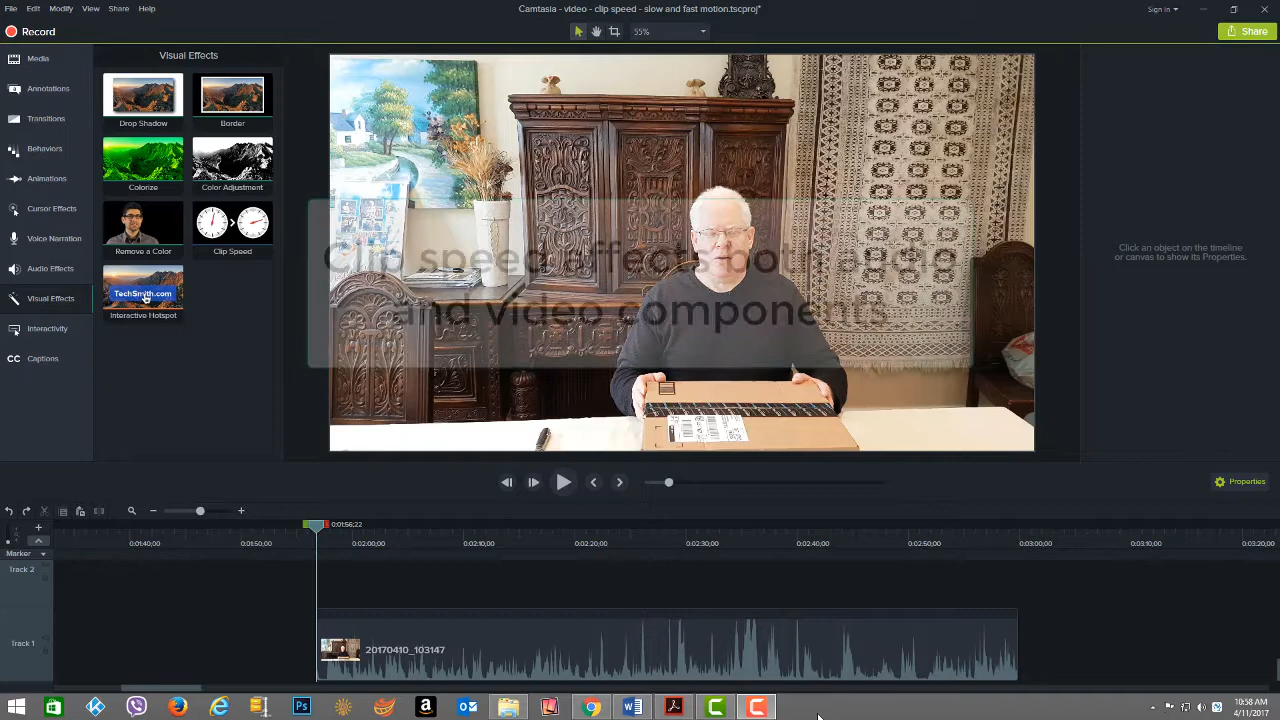 File Edit Modify View Share Help
Camtasia - video - clip speed - slow and fast motion.tscproj*
Sign in
Record
55%
Share
Media
Annotations
Transitions
Behaviors
Animations
Cursor Effects
Voice Narration
Audio Effects
Visual Effects
Interactivity
CC Captions
Visual Effects
Drop Shadow
Border
Colorize
Color Adjustment
Remove a Color
Clip Speed
TechSmith.com
Interactive Hotspot
Clip speed effects both audio
and video components
Click an object on the timeline
or canvas to show its Properties.
Properties
0:01:56;22
Marker
0:01:40;00 0:01:50;00 0:02:00;00 0:02:10;00 0:02:20;00 0:02:30;00 0:02:40;00 0:02:50;00 0:03:00;00 0:03:10;00 0:03:20;00
Track 2
Track 1
20170410_103147
10:58 AM
4/11/2017